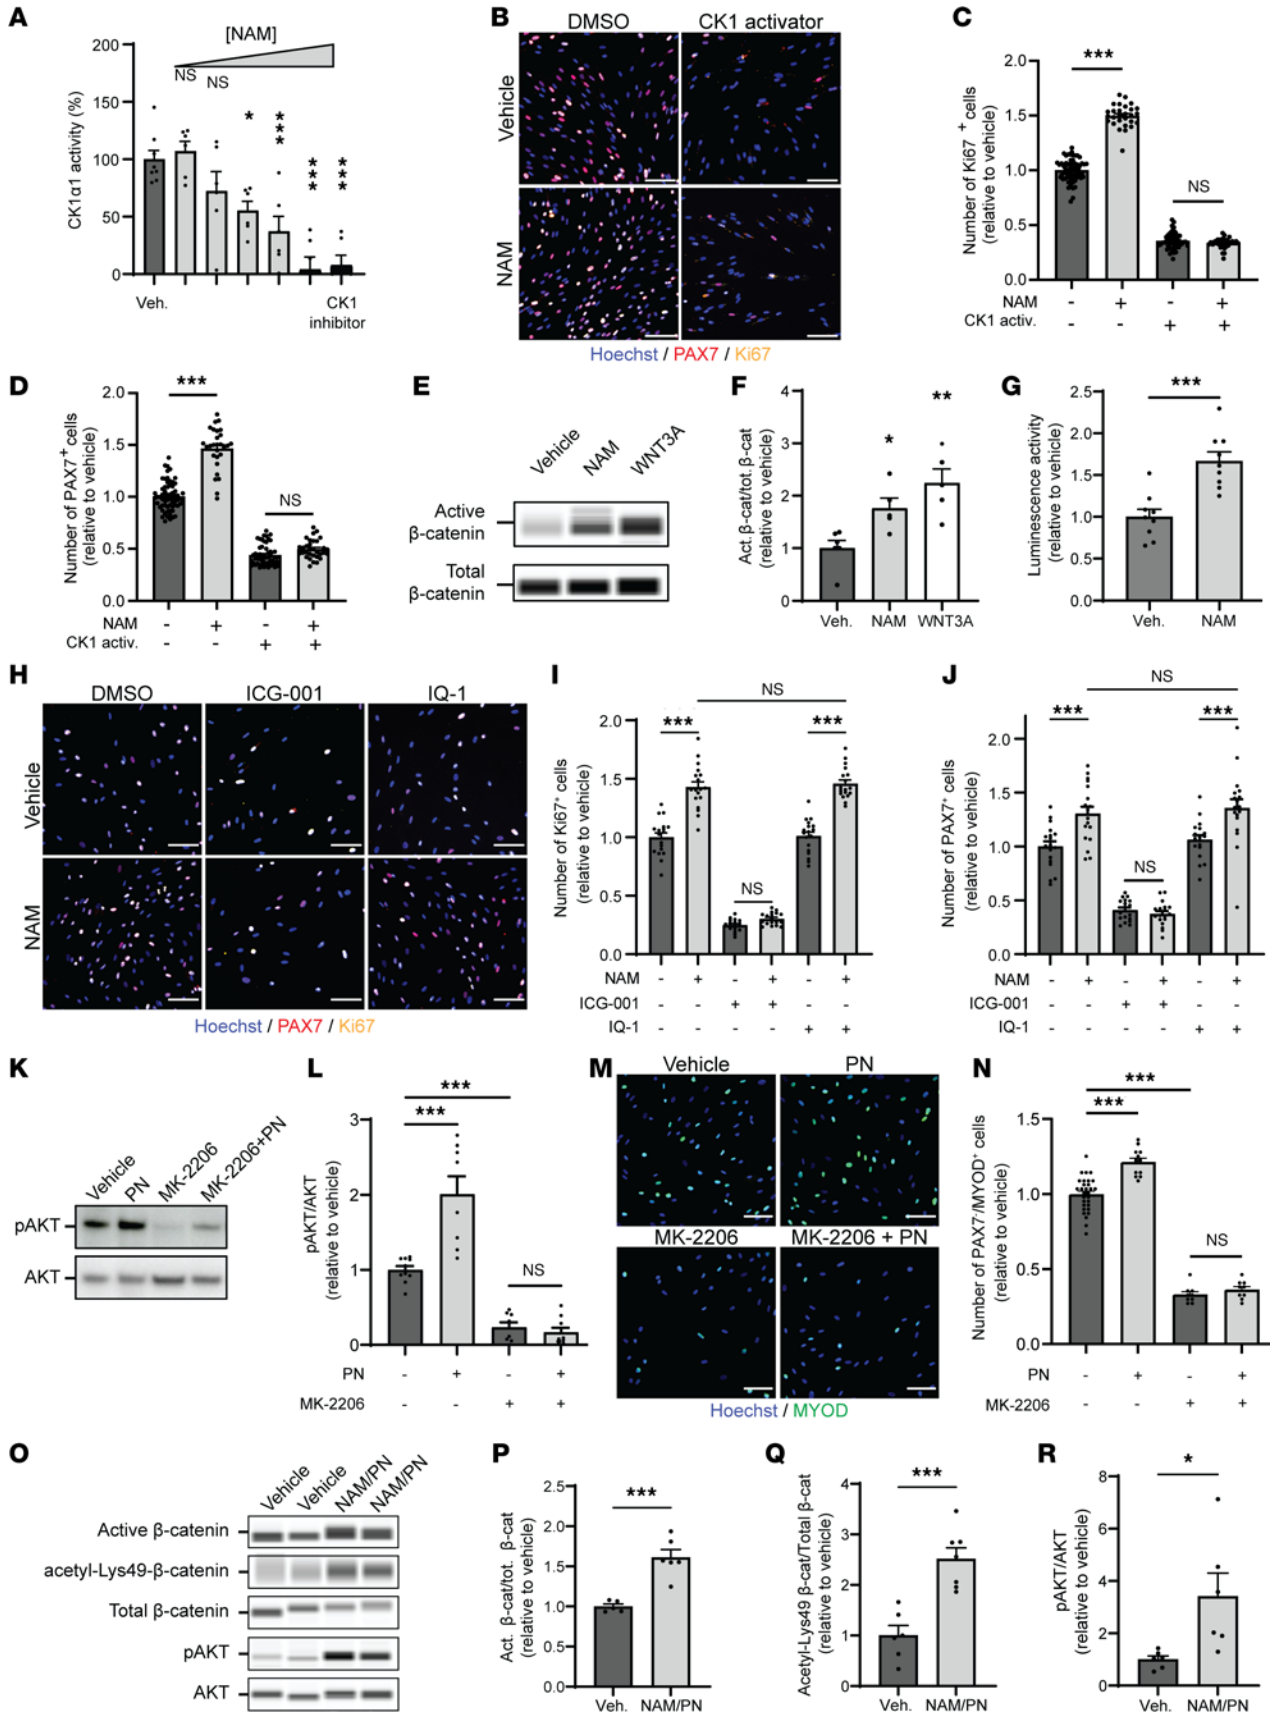 A
[NAM]
NS
NS
*
***
***
***
CK1α1 activity (%)
200
150
100
50
0
Veh.
CK1
inhibitor
B
DMSO
CK1 activator
Vehicle
NAM
Hoechst / PAX7 / Ki67
C
Number of Ki67+ cells
(relative to vehicle)
2.0
1.5
1.0
0.5
0.0
***
NS
NAM - + - +
CK1 activ. - - + +
D
Number of PAX7+ cells
(relative to vehicle)
2.0
1.5
1.0
0.5
0.0
***
NS
NAM - + - +
CK1 activ. - - + +
E
Vehicle
NAM
WNT3A
Active
β-catenin
Total
β-catenin
F
Act. β-cat/tot. β-cat
(relative to vehicle)
4
3
2
1
0
*
**
Veh.
NAM
WNT3A
G
Luminescence activity
(relative to vehicle)
2.5
2.0
1.5
1.0
0.5
0.0
***
Veh.
NAM
H
DMSO
ICG-001
IQ-1
Vehicle
NAM
Hoechst / PAX7 / Ki67
I
Number of Ki67+ cells
(relative to vehicle)
2.0
1.5
1.0
0.5
0.0
NS
***
NS
***
NAM - + - + - +
ICG-001 - - + + - -
IQ-1 - - - - + +
J
Number of PAX7+ cells
(relative to vehicle)
2.0
1.5
1.0
0.5
0.0
NS
***
NS
***
NAM - + - + - +
ICG-001 - - + + - -
IQ-1 - - - - + +
K
Vehicle
PN
MK-2206
MK-2206+PN
pAKT
AKT
L
pAKT/AKT
(relative to vehicle)
3
2
1
0
***
***
NS
PN - + - +
MK-2206 - - + +
M
Vehicle
PN
MK-2206
MK-2206 + PN
Hoechst / MYOD
N
Number of PAX7-/MYOD+ cells
(relative to vehicle)
1.5
1.0
0.5
0.0
***
***
NS
PN - + - +
MK-2206 - - + +
O
Vehicle
Vehicle
NAM/PN
NAM/PN
Active β-catenin
acetyl-Lys49-β-catenin
Total β-catenin
pAKT
AKT
P
Act. β-cat/tot. β-cat
(relative to vehicle)
2.5
2.0
1.5
1.0
0.5
0.0
***
Veh.
NAM/PN
Q
Acetyl-Lys49 β-cat/Total β-cat
(relative to vehicle)
4
3
2
1
0
***
Veh.
NAM/PN
R
pAKT/AKT
(relative to vehicle)
8
6
4
2
0
*
Veh.
NAM/PN